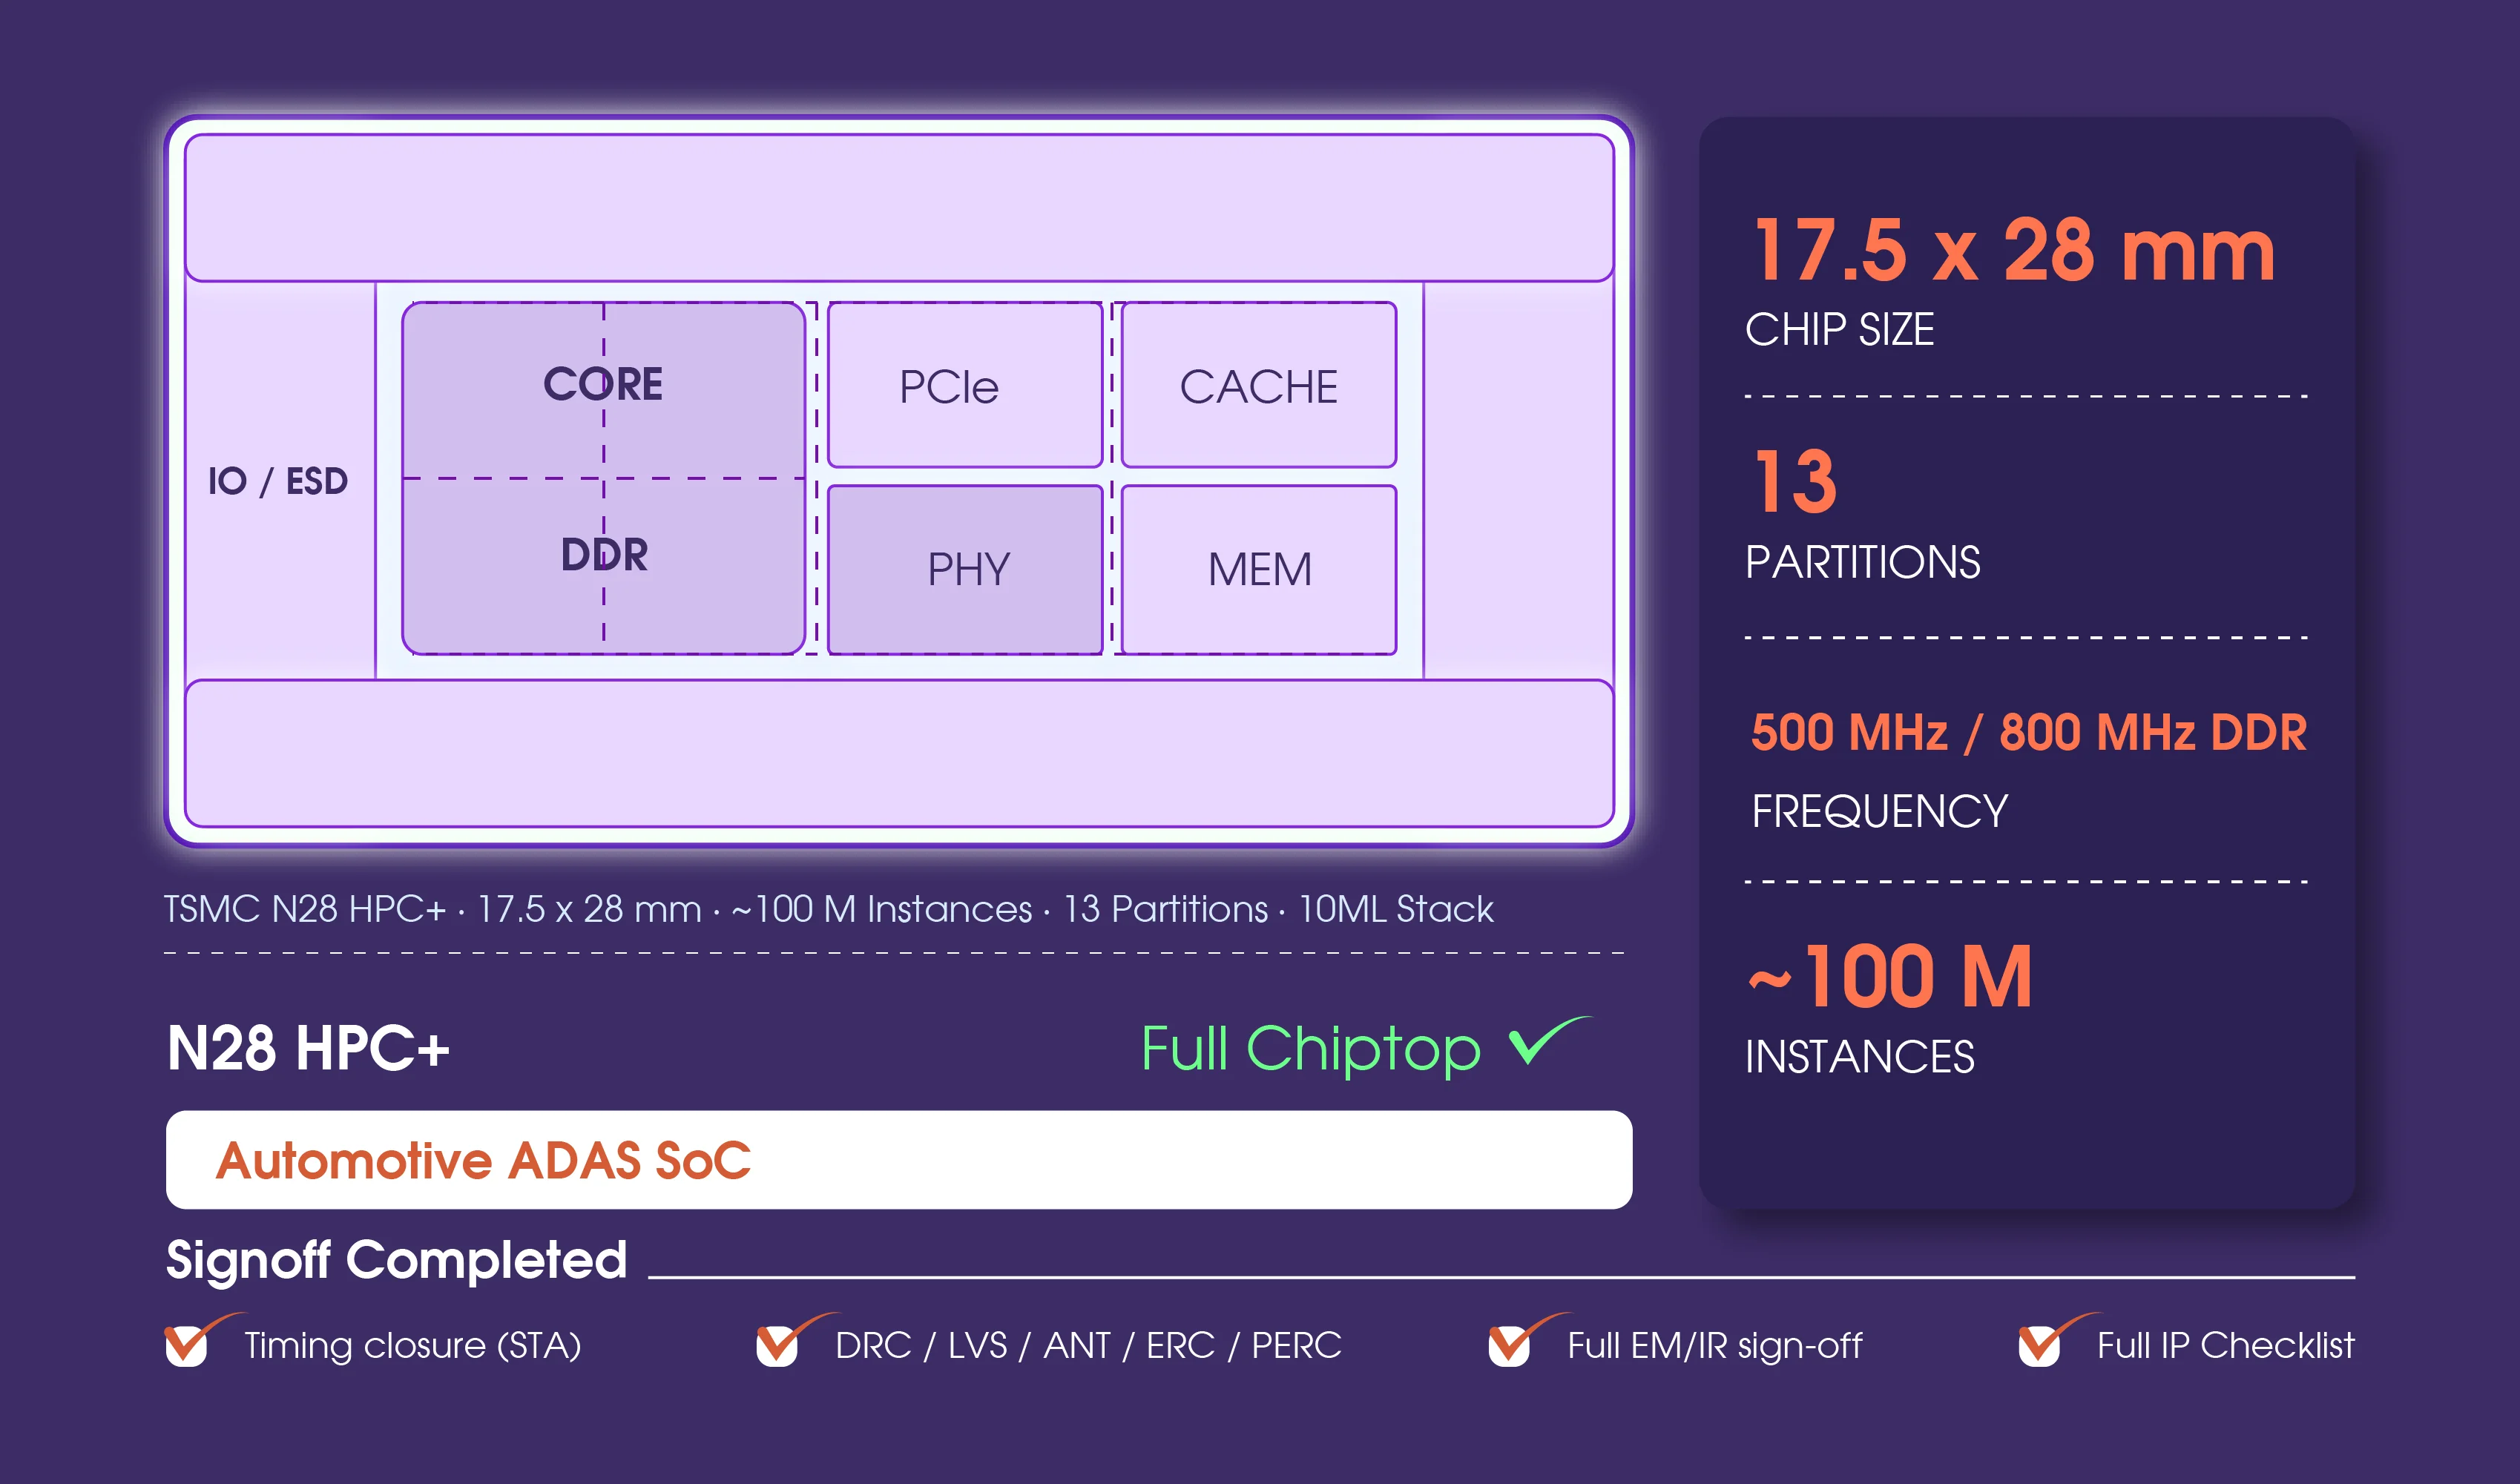 CORE
PCIe
CACHE
IO / ESD
DDR
PHY
MEM
17.5 x 28 mm
CHIP SIZE
13
PARTITIONS
500 MHz / 800 MHz DDR
FREQUENCY
~100 M
INSTANCES
TSMC N28 HPC+ · 17.5 x 28 mm · ~100 M Instances · 13 Partitions · 10ML Stack
N28 HPC+
Full Chiptop
Automotive ADAS SoC
Signoff Completed
Timing closure (STA)
DRC / LVS / ANT / ERC / PERC
Full EM/IR sign-off
Full IP Checklist